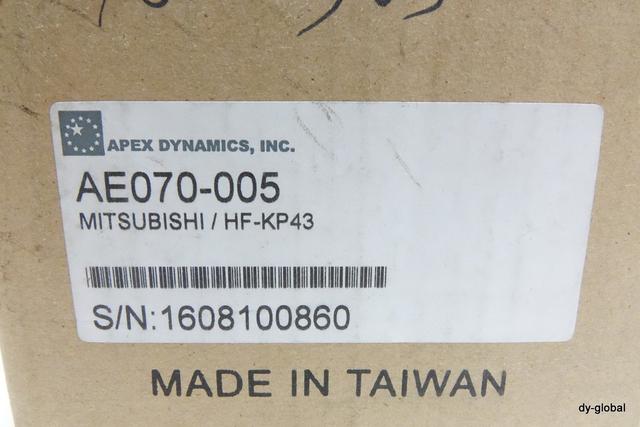 APEX DYNAMICS, INC.
AE070-005
MITSUBISHI / HF-KP43
S/N:1608100860
MADE IN TAIWAN
dy-global